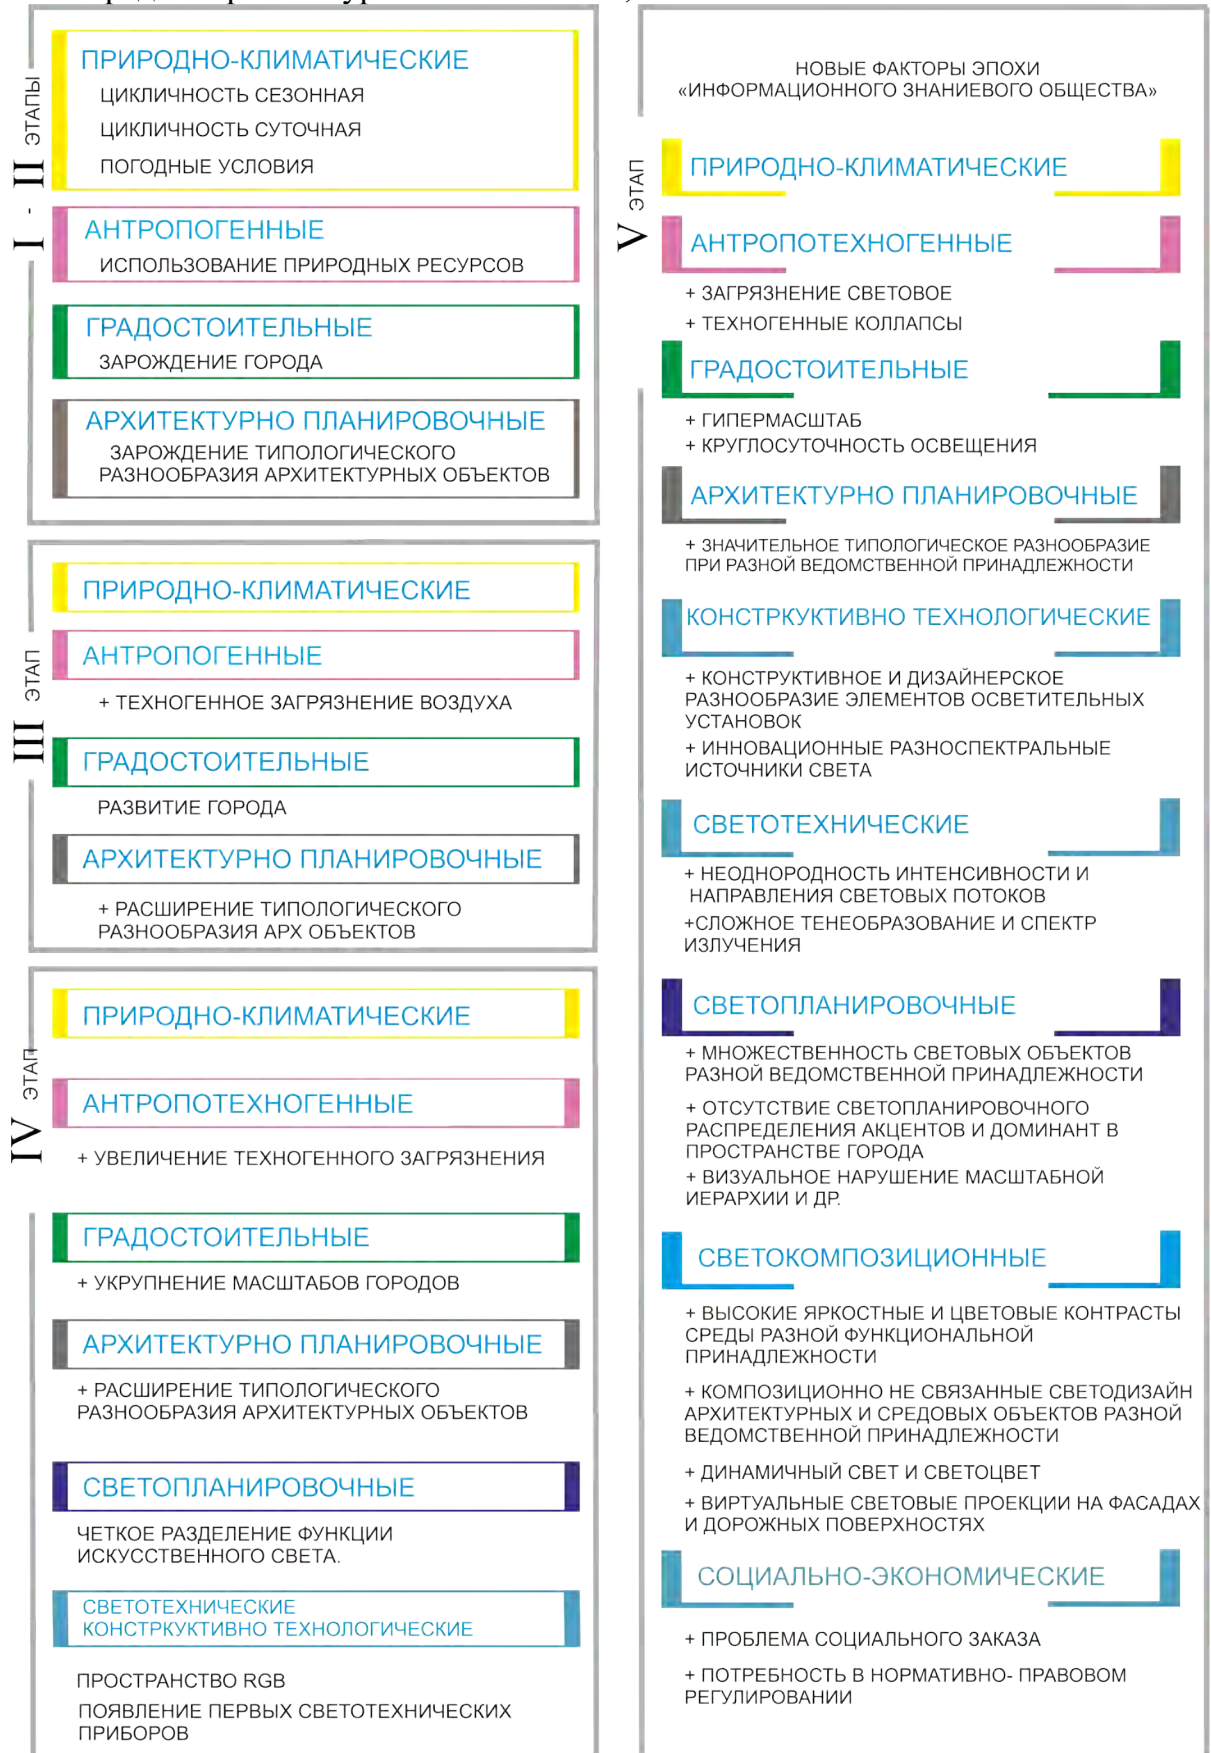 I - II ЭТАПЫ
ПРИРОДНО-КЛИМАТИЧЕСКИЕ
ЦИКЛИЧНОСТЬ СЕЗОННАЯ
ЦИКЛИЧНОСТЬ СУТОЧНАЯ
ПОГОДНЫЕ УСЛОВИЯ
АНТРОПОГЕННЫЕ
ИСПОЛЬЗОВАНИЕ ПРИРОДНЫХ РЕСУРСОВ
ГРАДОСТОИТЕЛЬНЫЕ
ЗАРОЖДЕНИЕ ГОРОДА
АРХИТЕКТУРНО ПЛАНИРОВОЧНЫЕ
ЗАРОЖДЕНИЕ ТИПОЛОГИЧЕСКОГО
РАЗНООБРАЗИЯ АРХИТЕКТУРНЫХ ОБЪЕКТОВ
III ЭТАП
ПРИРОДНО-КЛИМАТИЧЕСКИЕ
АНТРОПОГЕННЫЕ
+ ТЕХНОГЕННОЕ ЗАГРЯЗНЕНИЕ ВОЗДУХА
ГРАДОСТОИТЕЛЬНЫЕ
РАЗВИТИЕ ГОРОДА
АРХИТЕКТУРНО ПЛАНИРОВОЧНЫЕ
+ РАСШИРЕНИЕ ТИПОЛОГИЧЕСКОГО
РАЗНООБРАЗИЯ АРХ ОБЪЕКТОВ
IV ЭТАП
ПРИРОДНО-КЛИМАТИЧЕСКИЕ
АНТРОПОТЕХНОГЕННЫЕ
+ УВЕЛИЧЕНИЕ ТЕХНОГЕННОГО ЗАГРЯЗНЕНИЯ
ГРАДОСТОИТЕЛЬНЫЕ
+ УКРУПНЕНИЕ МАСШТАБОВ ГОРОДОВ
АРХИТЕКТУРНО ПЛАНИРОВОЧНЫЕ
+ РАСШИРЕНИЕ ТИПОЛОГИЧЕСКОГО
РАЗНООБРАЗИЯ АРХИТЕКТУРНЫХ ОБЪЕКТОВ
СВЕТОПЛАНИРОВОЧНЫЕ
ЧЕТКОЕ РАЗДЕЛЕНИЕ ФУНКЦИИ
ИСКУССТВЕННОГО СВЕТА.
СВЕТОТЕХНИЧЕСКИЕ
КОНСТРКУКТИВНО ТЕХНОЛОГИЧЕСКИЕ
ПРОСТРАНСТВО RGB
ПОЯВЛЕНИЕ ПЕРВЫХ СВЕТОТЕХНИЧЕСКИХ
ПРИБОРОВ
V ЭТАП
НОВЫЕ ФАКТОРЫ ЭПОХИ
«ИНФОРМАЦИОННОГО ЗНАНИЕВОГО ОБЩЕСТВА»
ПРИРОДНО-КЛИМАТИЧЕСКИЕ
АНТРОПОТЕХНОГЕННЫЕ
+ ЗАГРЯЗНЕНИЕ СВЕТОВОЕ
+ ТЕХНОГЕННЫЕ КОЛЛАПСЫ
ГРАДОСТОИТЕЛЬНЫЕ
+ ГИПЕРМАСШТАБ
+ КРУГЛОСУТОЧНОСТЬ ОСВЕЩЕНИЯ
АРХИТЕКТУРНО ПЛАНИРОВОЧНЫЕ
+ ЗНАЧИТЕЛЬНОЕ ТИПОЛОГИЧЕСКОЕ РАЗНООБРАЗИЕ
ПРИ РАЗНОЙ ВЕДОМСТВЕННОЙ ПРИНАДЛЕЖНОСТИ
КОНСТРКУКТИВНО ТЕХНОЛОГИЧЕСКИЕ
+ КОНСТРУКТИВНОЕ И ДИЗАЙНЕРСКОЕ
РАЗНООБРАЗИЕ ЭЛЕМЕНТОВ ОСВЕТИТЕЛЬНЫХ
УСТАНОВОК
+ ИННОВАЦИОННЫЕ РАЗНОСПЕКТРАЛЬНЫЕ
ИСТОЧНИКИ СВЕТА
СВЕТОТЕХНИЧЕСКИЕ
+ НЕОДНОРОДНОСТЬ ИНТЕНСИВНОСТИ И
НАПРАВЛЕНИЯ СВЕТОВЫХ ПОТОКОВ
+СЛОЖНОЕ ТЕНЕОБРАЗОВАНИЕ И СПЕКТР
ИЗЛУЧЕНИЯ
СВЕТОПЛАНИРОВОЧНЫЕ
+ МНОЖЕСТВЕННОСТЬ СВЕТОВЫХ ОБЪЕКТОВ
РАЗНОЙ ВЕДОМСТВЕННОЙ ПРИНАДЛЕЖНОСТИ
+ ОТСУТСТВИЕ СВЕТОПЛАНИРОВОЧНОГО
РАСПРЕДЕЛЕНИЯ АКЦЕНТОВ И ДОМИНАНТ В
ПРОСТРАНСТВЕ ГОРОДА
+ ВИЗУАЛЬНОЕ НАРУШЕНИЕ МАСШТАБНОЙ
ИЕРАРХИИ И ДР.
СВЕТОКОМПОЗИЦИОННЫЕ
+ ВЫСОКИЕ ЯРКОСТНЫЕ И ЦВЕТОВЫЕ КОНТРАСТЫ
СРЕДЫ РАЗНОЙ ФУНКЦИОНАЛЬНОЙ
ПРИНАДЛЕЖНОСТИ
+ КОМПОЗИЦИОННО НЕ СВЯЗАННЫЕ СВЕТОДИЗАЙН
АРХИТЕКТУРНЫХ И СРЕДОВЫХ ОБЪЕКТОВ РАЗНОЙ
ВЕДОМСТВЕННОЙ ПРИНАДЛЕЖНОСТИ
+ ДИНАМИЧНЫЙ СВЕТ И СВЕТОЦВЕТ
+ ВИРТУАЛЬНЫЕ СВЕТОВЫЕ ПРОЕКЦИИ НА ФАСАДАХ
И ДОРОЖНЫХ ПОВЕРХНОСТЯХ
СОЦИАЛЬНО-ЭКОНОМИЧЕСКИЕ
+ ПРОБЛЕМА СОЦИАЛЬНОГО ЗАКАЗА
+ ПОТРЕБНОСТЬ В НОРМАТИВНО- ПРАВОВОМ
РЕГУЛИРОВАНИИ